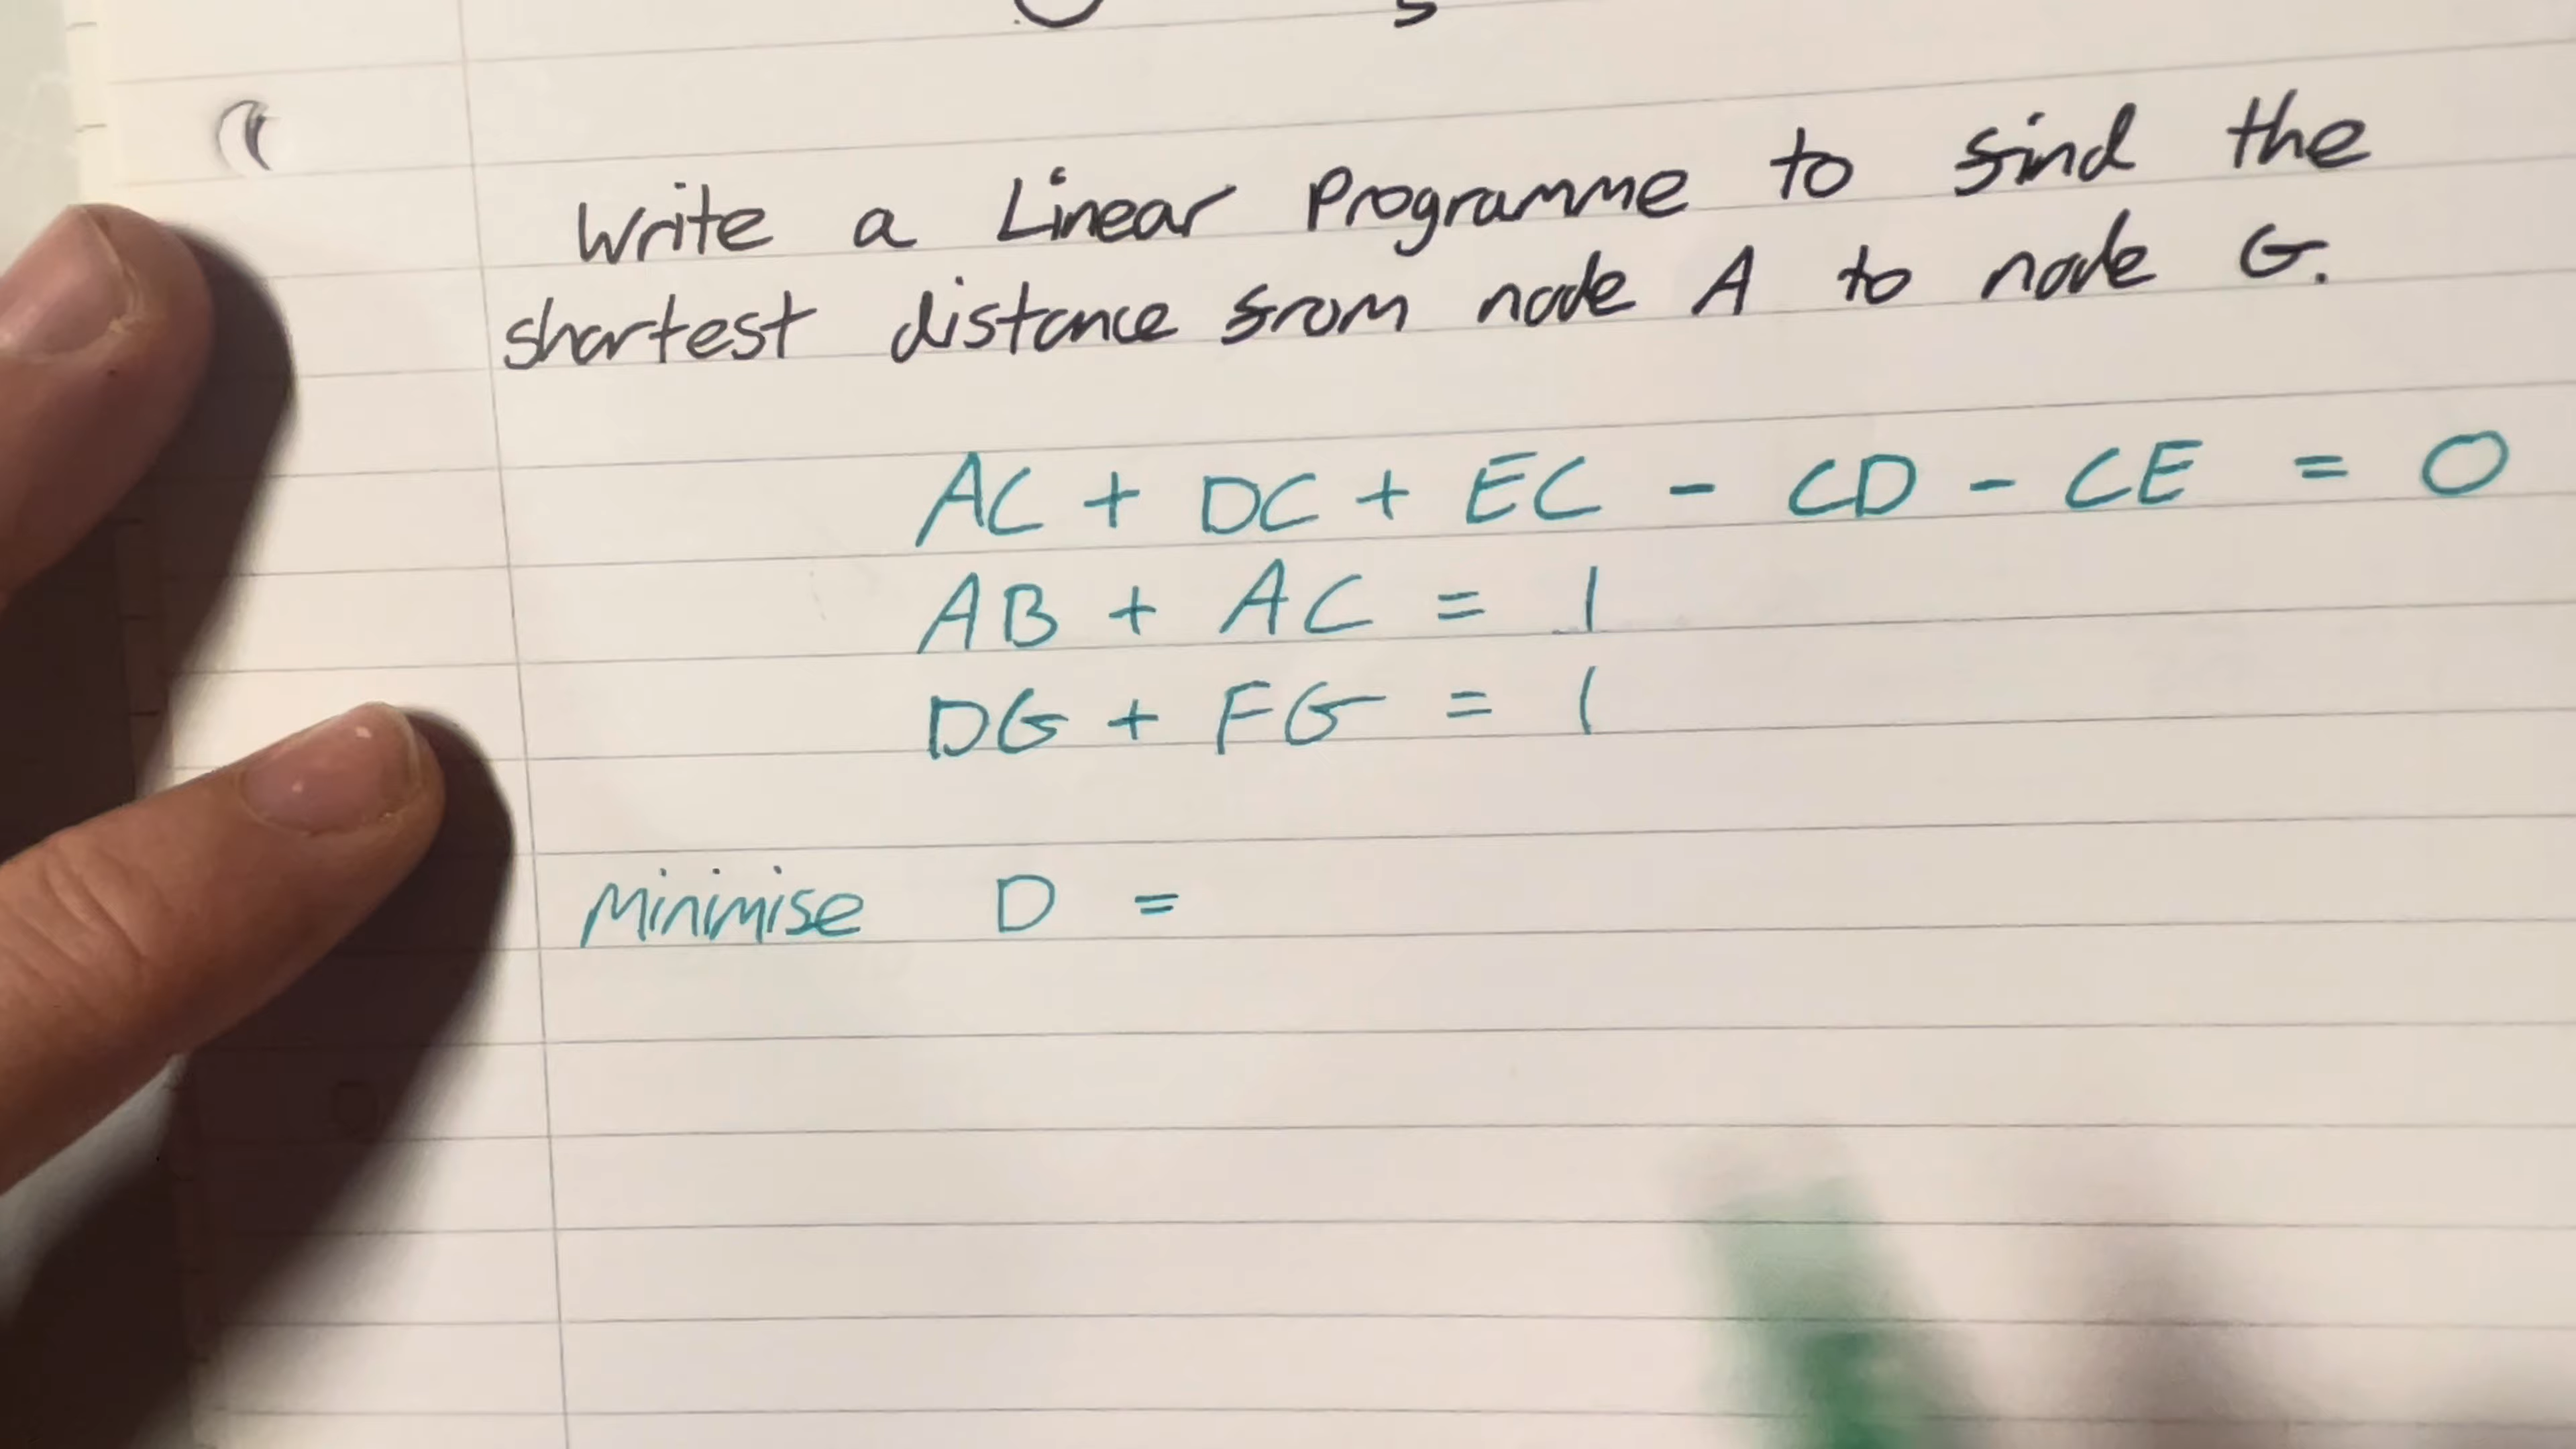 Write a Linear Programme to find the
shortest distance from node A to node G.
AC + DC + EC - CD - CE = 0
AB + AC = 1
DG + FG = 1
Minimise D =